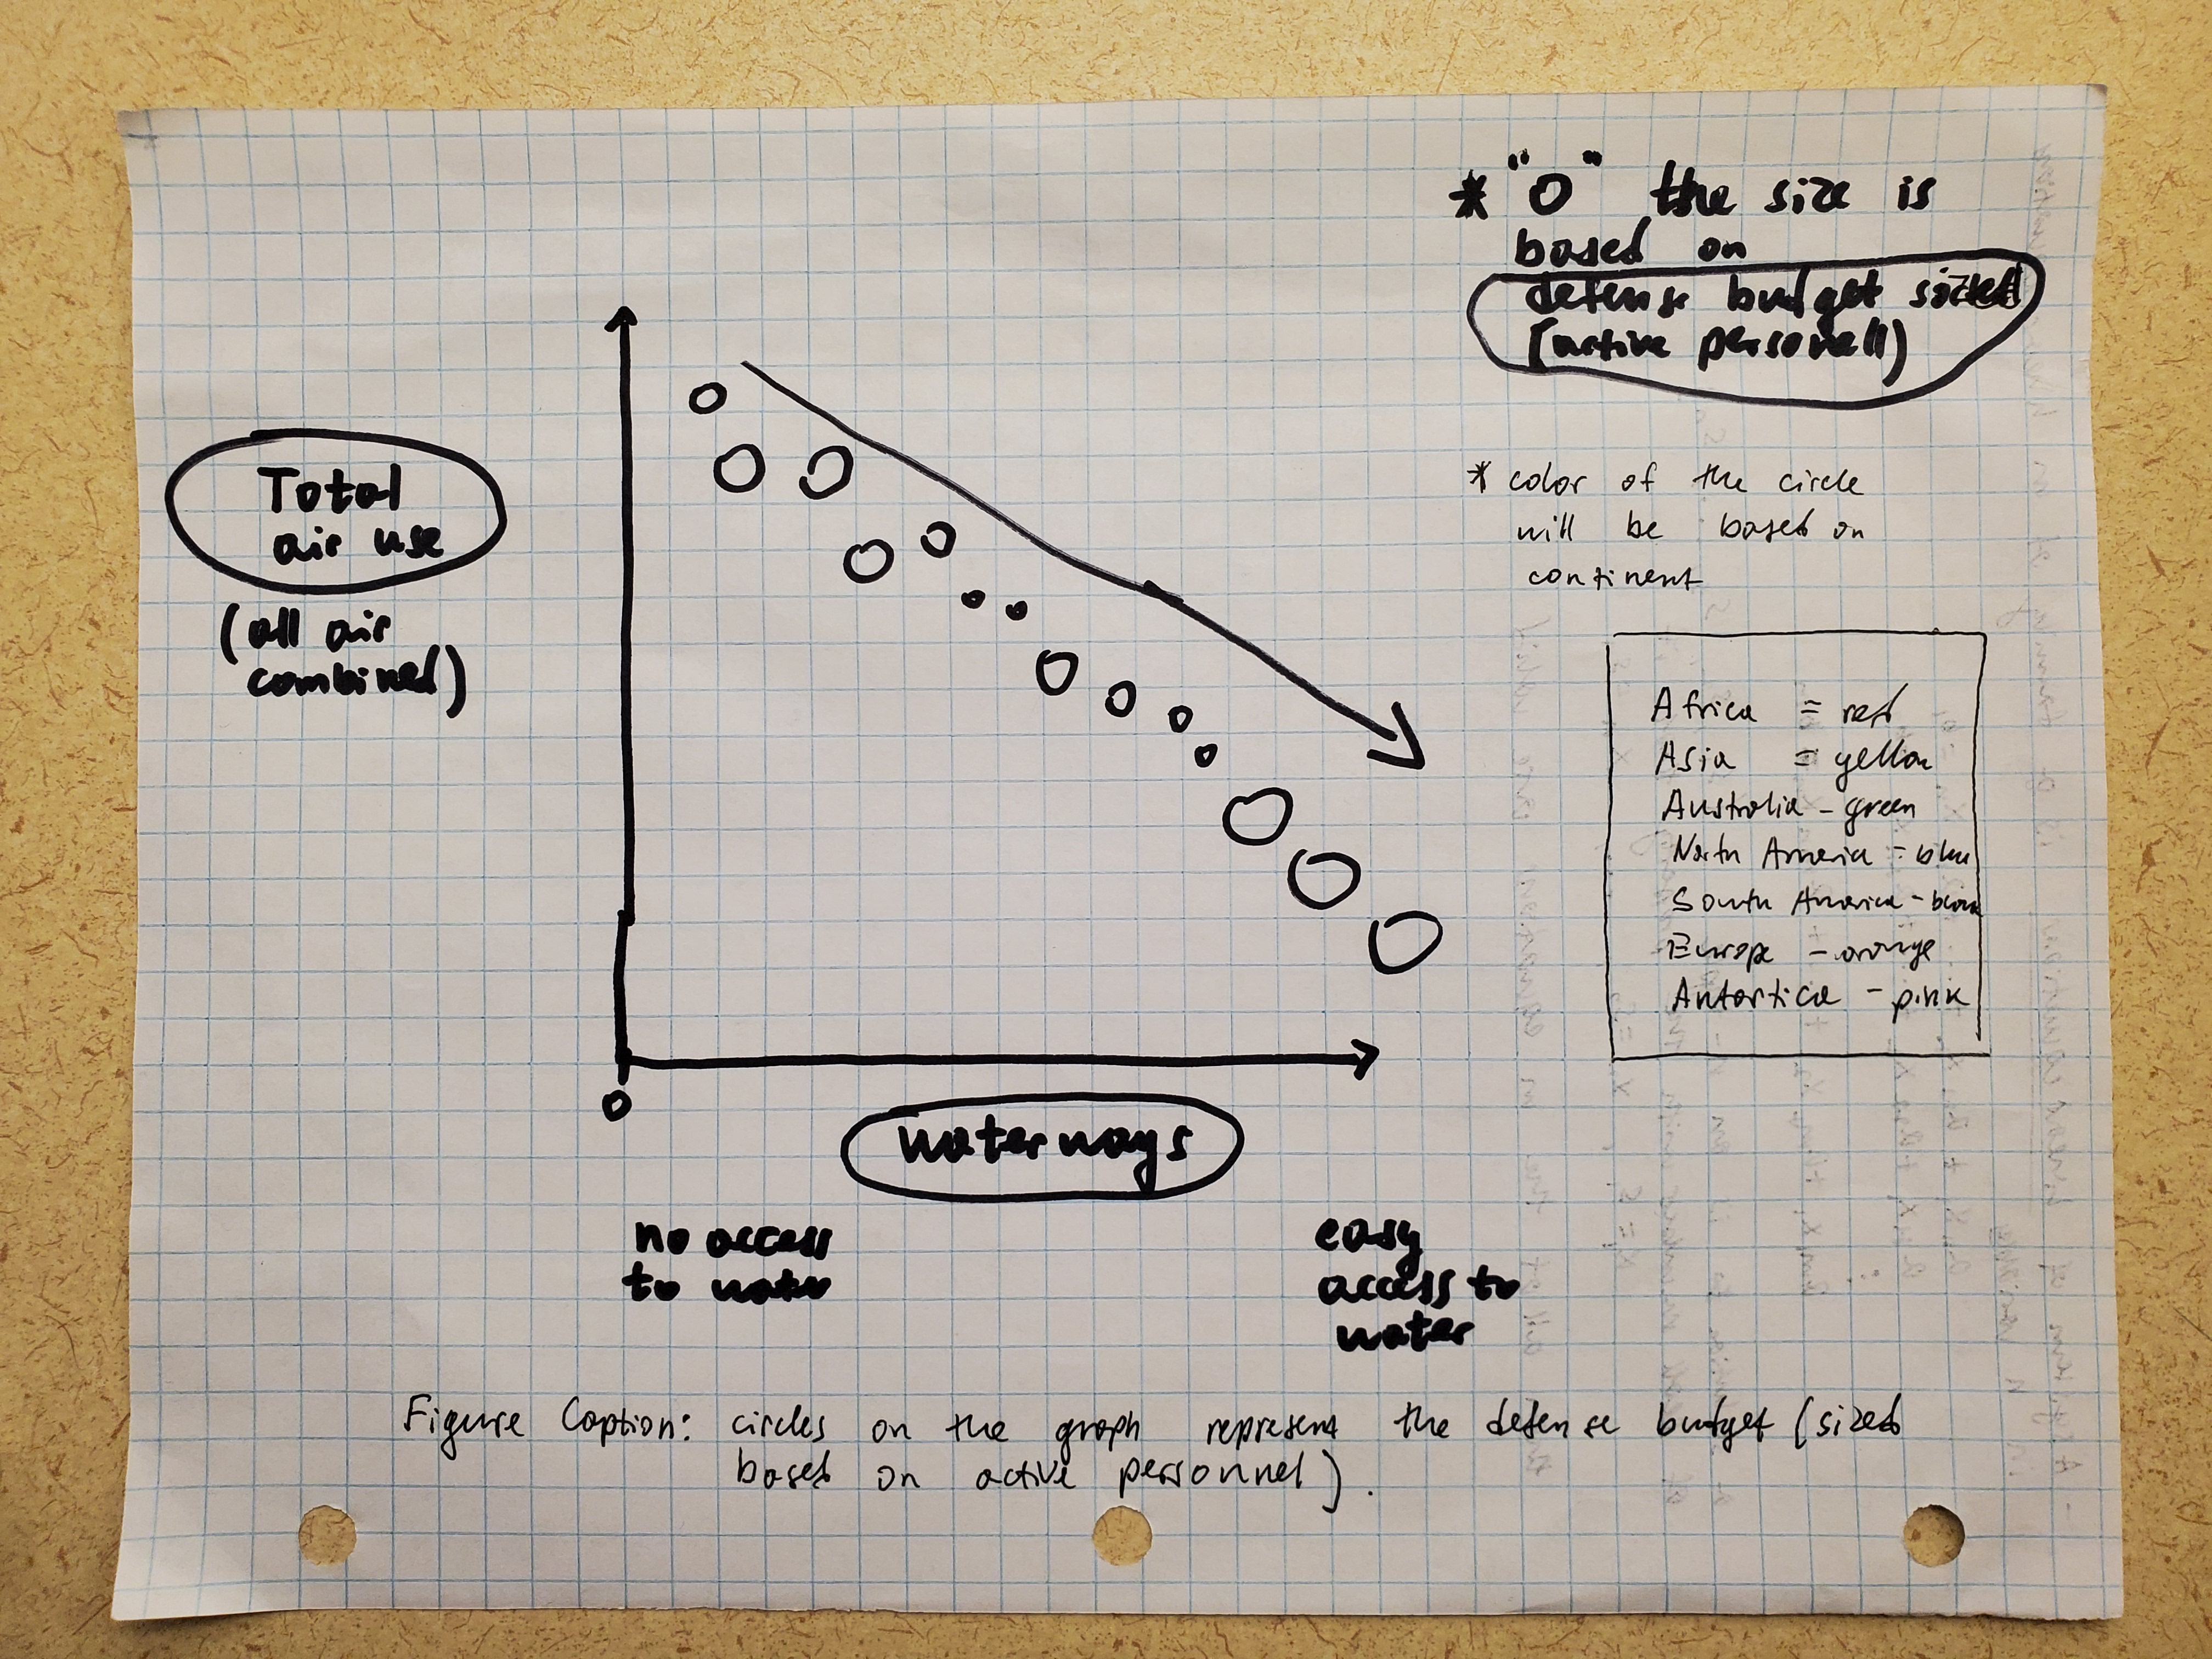 * "O" the size is
based on
defense budget sized
(active personell)
Total
air use
(all air
combined)
* color of the circle
will be based on
continent
Africa = red
Asia = yellow
Australia - green
North America - blue
South America -
Europe - orange
Antartica - pink
O
waterways
no access
to water
easy
access to
water
Figure Caption: circles on the graph represent the defense budget (sized
based on active personnel).